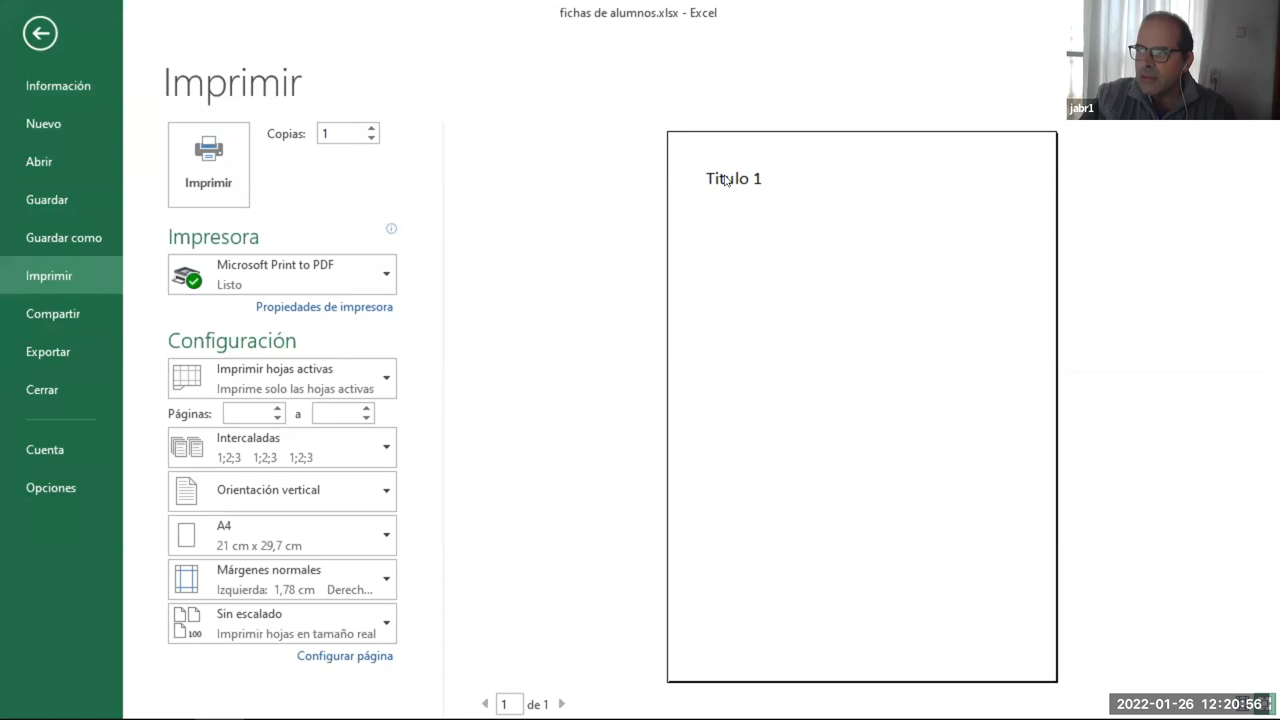 fichas de alumnos.xlsx - Excel
jabr1
Información
Nuevo
Abrir
Guardar
Guardar como
Imprimir
Compartir
Exportar
Cerrar
Cuenta
Opciones
Imprimir
Imprimir
Copias: 1
Impresora
Microsoft Print to PDF
Listo
Propiedades de impresora
Configuración
Imprimir hojas activas
Imprime solo las hojas activas
Páginas: a
Intercaladas
1;2;3 1;2;3 1;2;3
Orientación vertical
A4
21 cm x 29,7 cm
Márgenes normales
Izquierda: 1,78 cm Derech...
100
Sin escalado
Imprimir hojas en tamaño real
Configurar página
Titulo 1
1 de 1
2022-01-26 12:20:56